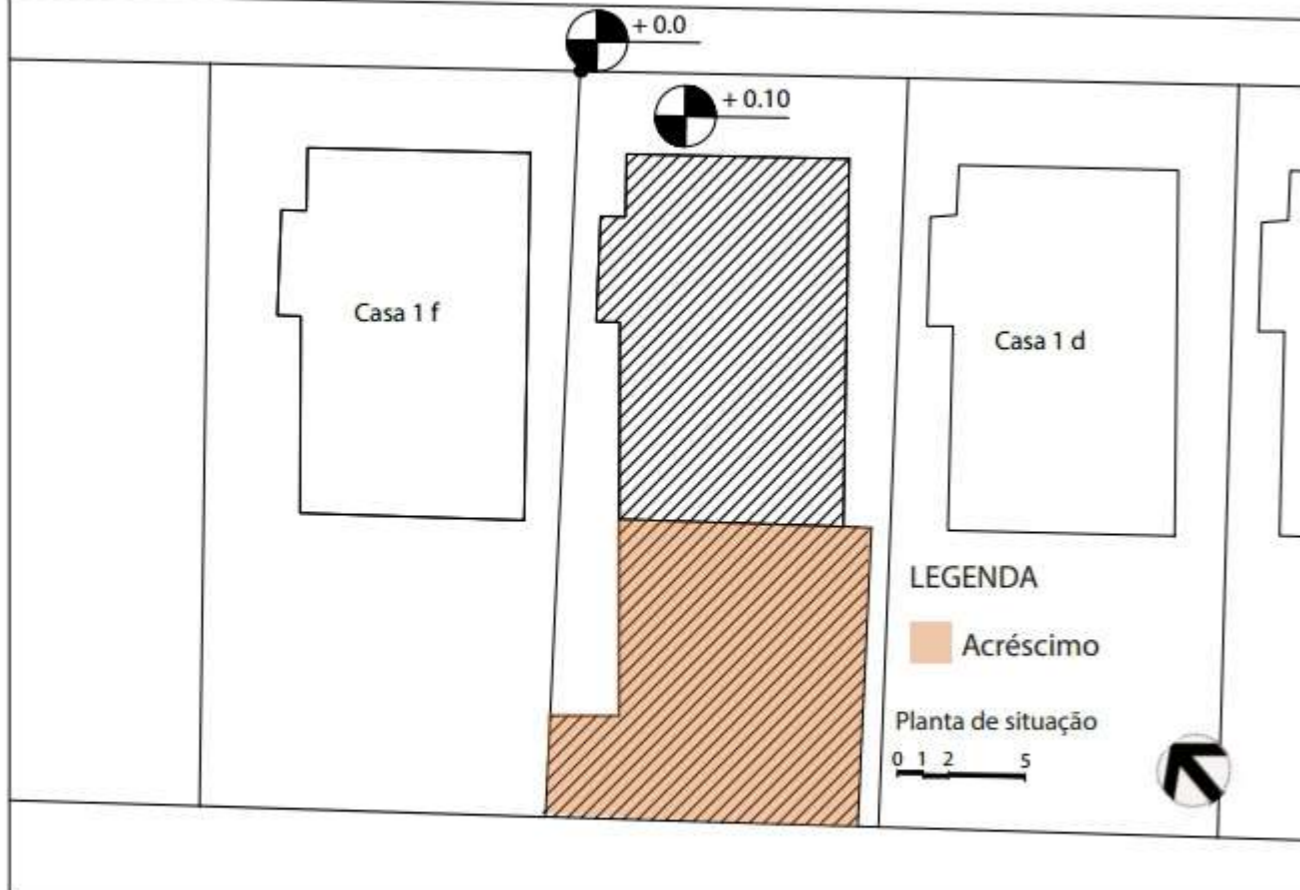 + 0.0
+ 0.10
Casa 1 f
Casa 1 d
LEGENDA
Acréscimo
Planta de situação
0 1 2 5